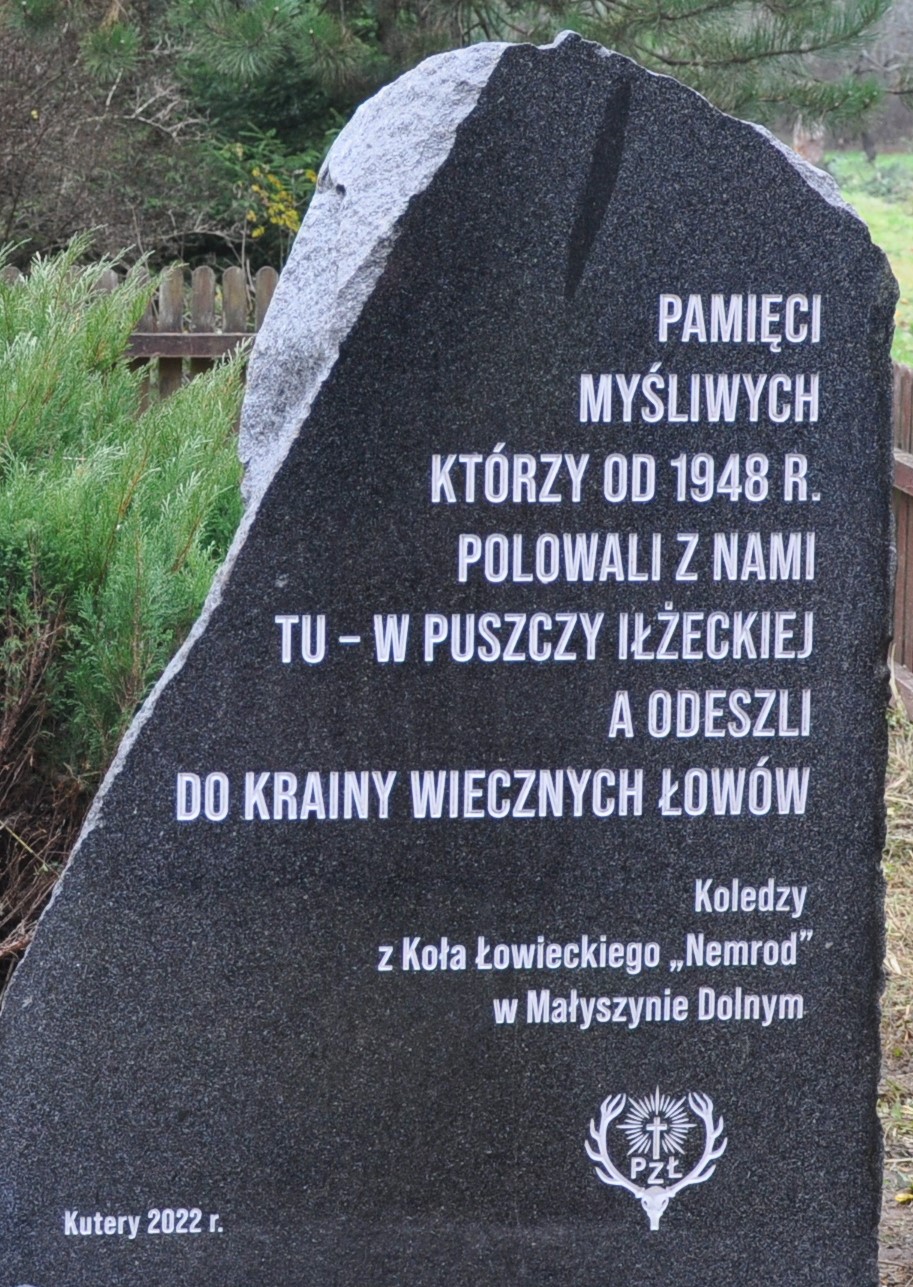 PAMIĘCI
MYŚLIWYCH
KTÓRZY OD 1948 R.
POLOWALI Z NAMI
TU – W PUSZCZY IŁŻECKIEJ
A ODESZLI
DO KRAINY WIECZNYCH ŁOWÓW
Koledzy
z Koła Łowieckiego „Nemrod”
w Małyszynie Dolnym
PZŁ
Kutery 2022 r.